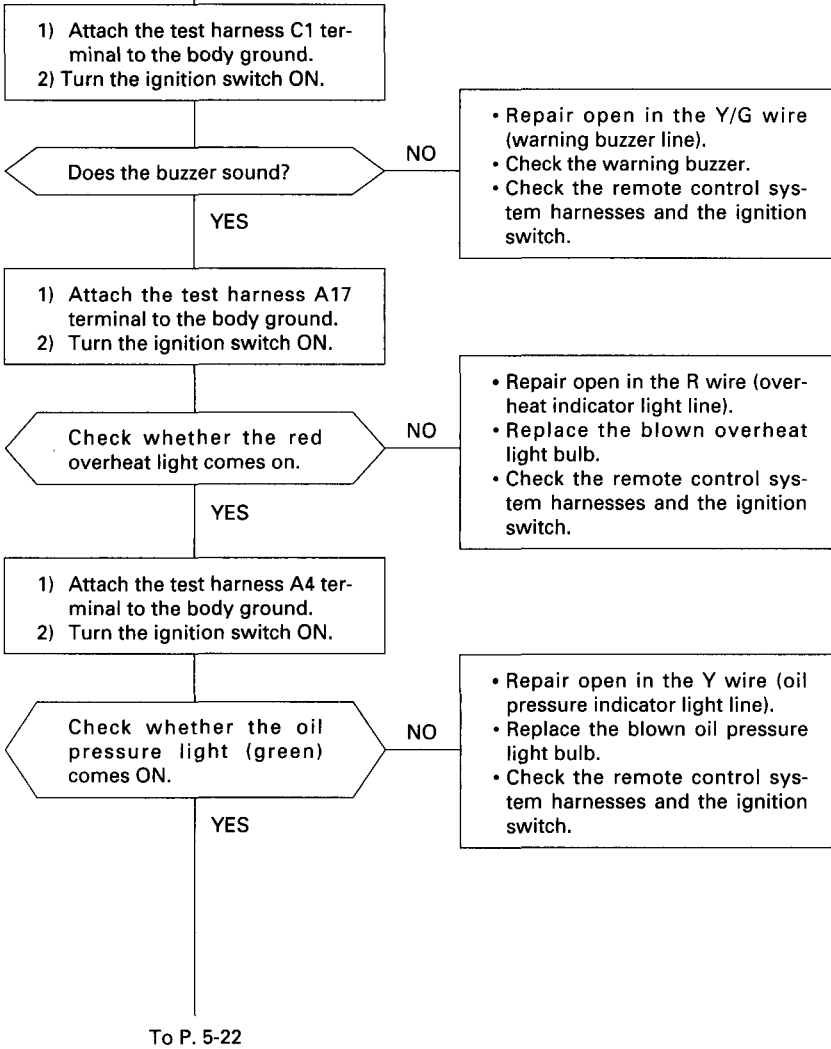 1) Attach the test harness C1 ter-
minal to the body ground.
2) Turn the ignition switch ON.
Does the buzzer sound?
NO
• Repair open in the Y/G wire
(warning buzzer line).
• Check the warning buzzer.
• Check the remote control sys-
tem harnesses and the ignition
switch.
YES
1) Attach the test harness A17
terminal to the body ground.
2) Turn the ignition switch ON.
Check whether the red
overheat light comes on.
NO
• Repair open in the R wire (over-
heat indicator light line).
• Replace the blown overheat
light bulb.
• Check the remote control sys-
tem harnesses and the ignition
switch.
YES
1) Attach the test harness A4 ter-
minal to the body ground.
2) Turn the ignition switch ON.
Check whether the oil
pressure light (green)
comes ON.
NO
• Repair open in the Y wire (oil
pressure indicator light line).
• Replace the blown oil pressure
light bulb.
• Check the remote control sys-
tem harnesses and the ignition
switch.
YES
To P. 5-22